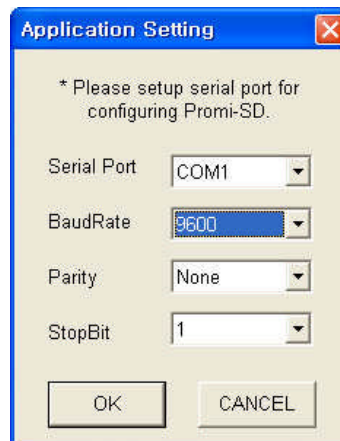 Application Setting
* Please setup serial port for
configuring Promi-SD.
Serial Port COM1
BaudRate 9600
Parity None
StopBit 1
OK CANCEL